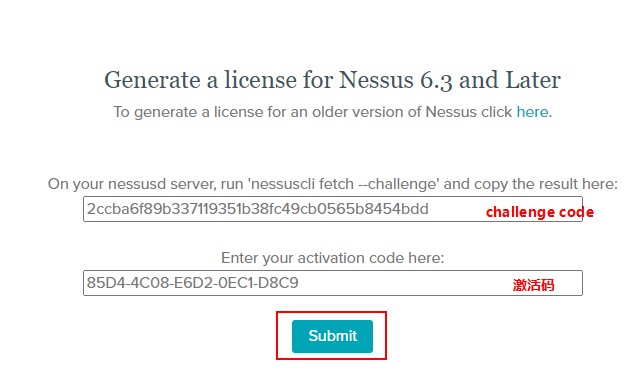 Generate a license for Nessus 6.3 and Later
To generate a license for an older version of Nessus click here.
On your nessusd server, run 'nessuscli fetch --challenge' and copy the result here:
2ccba6f89b337119351b38fc49cb0565b8454bdd challenge code
Enter your activation code here:
85D4-4C08-E6D2-0EC1-D8C9 激活码
Submit